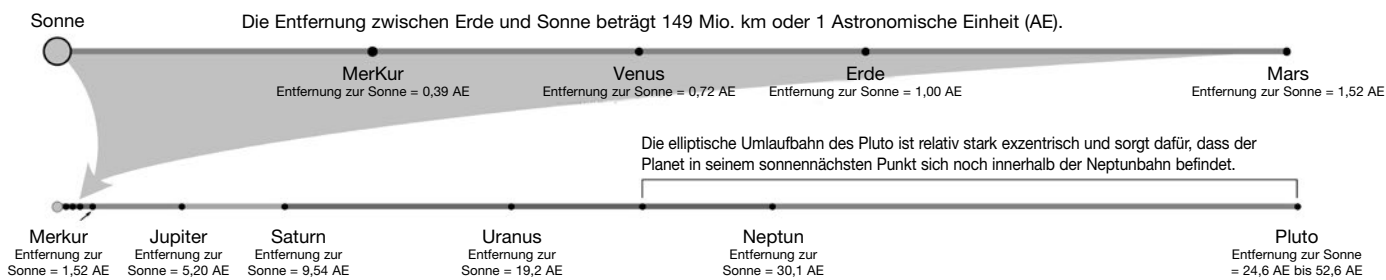 Sonne
Die Entfernung zwischen Erde und Sonne beträgt 149 Mio. km oder 1 Astronomische Einheit (AE).
MerKur
Entfernung zur Sonne = 0,39 AE
Venus
Entfernung zur Sonne = 0,72 AE
Erde
Entfernung zur Sonne = 1,00 AE
Mars
Entfernung zur Sonne = 1,52 AE
Die elliptische Umlaufbahn des Pluto ist relativ stark exzentrisch und sorgt dafür, dass der
Planet in seinem sonnennächsten Punkt sich noch innerhalb der Neptunbahn befindet.
Merkur
Entfernung zur
Sonne = 1,52 AE
Jupiter
Entfernung zur
Sonne = 5,20 AE
Saturn
Entfernung zur
Sonne = 9,54 AE
Uranus
Entfernung zur
Sonne = 19,2 AE
Neptun
Entfernung zur
Sonne = 30,1 AE
Pluto
Entfernung zur Sonne
= 24,6 AE bis 52,6 AE